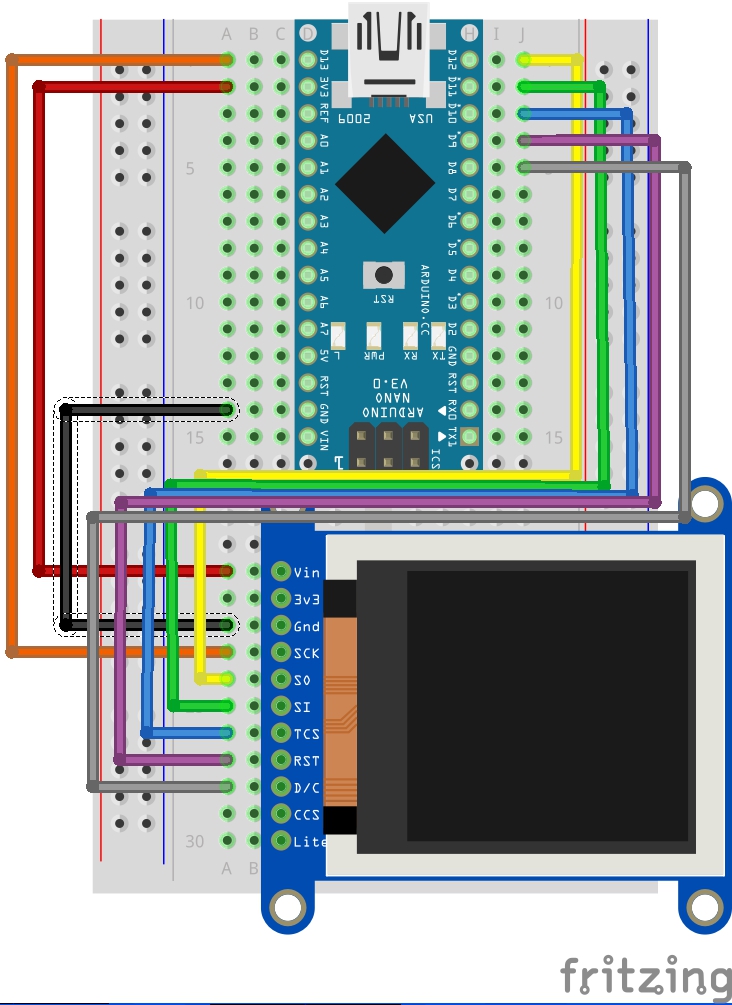 A B C D H I J
D13 D12
3V3 D11
REF D10
2009 USA
A0 D9
5
A1 D8
A2 D7
A3 D6
A4 D5
A5 D4
RST
ARDUINO.CC
10 10
A6 D3
A7 D2
L PWR RX TX
5V GND
RST RST
ARDUINO
NANO
V3.0
GND RX0
15 15
VIN TX1
1 ICS
Vin
3v3
Gnd
SCK
SO
SI
TCS
RST
D/C
CCS
30
Lite
A B
fritzing